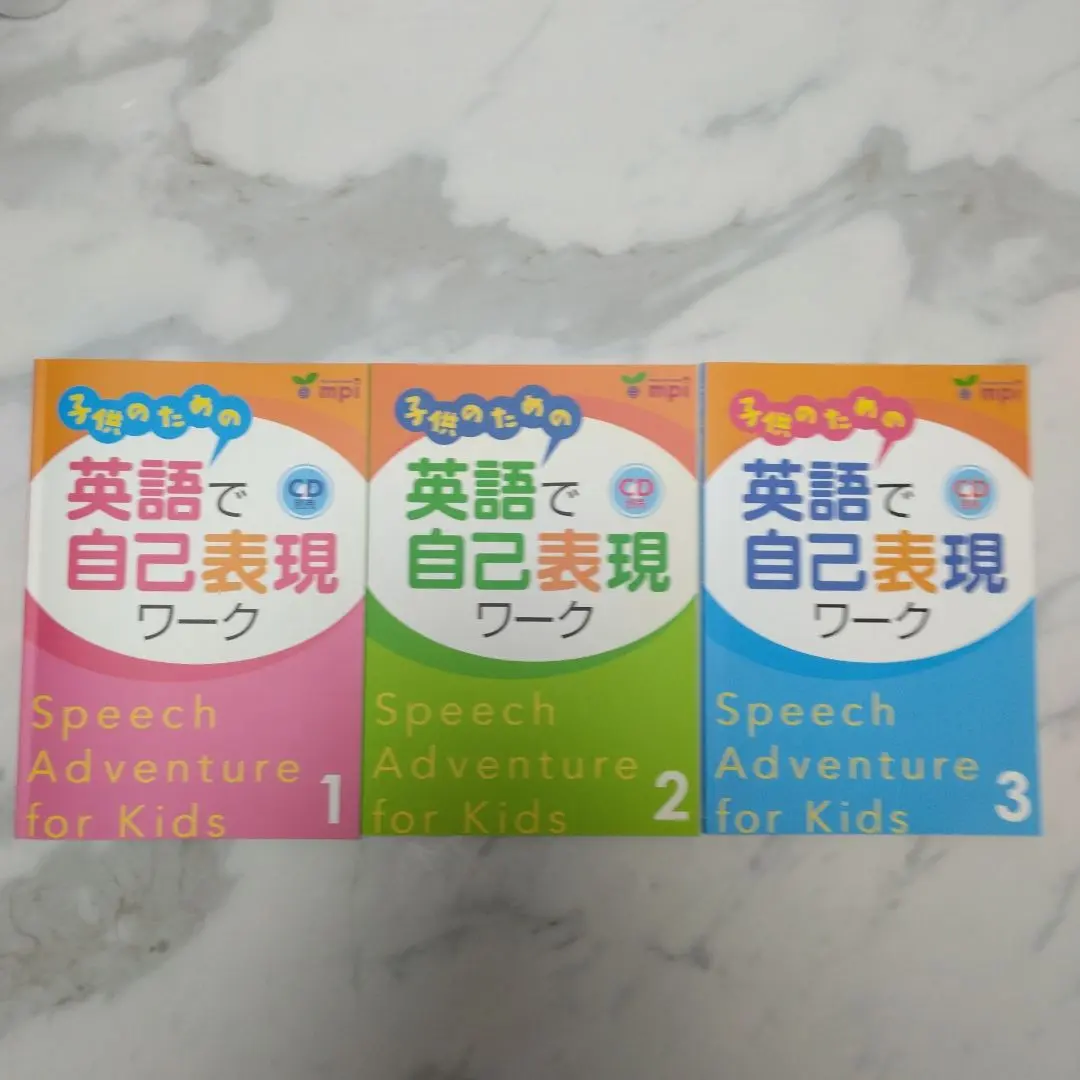 mpi
子供のための
英語で
CD
自己表現
ワーク
Speech
Adventure
for Kids
1
mpi
子供のための
英語で
CD
自己表現
ワーク
Speech
Adventure
for Kids
2
mpi
子供のための
英語で
CD
自己表現
ワーク
Speech
Adventure
for Kids
3